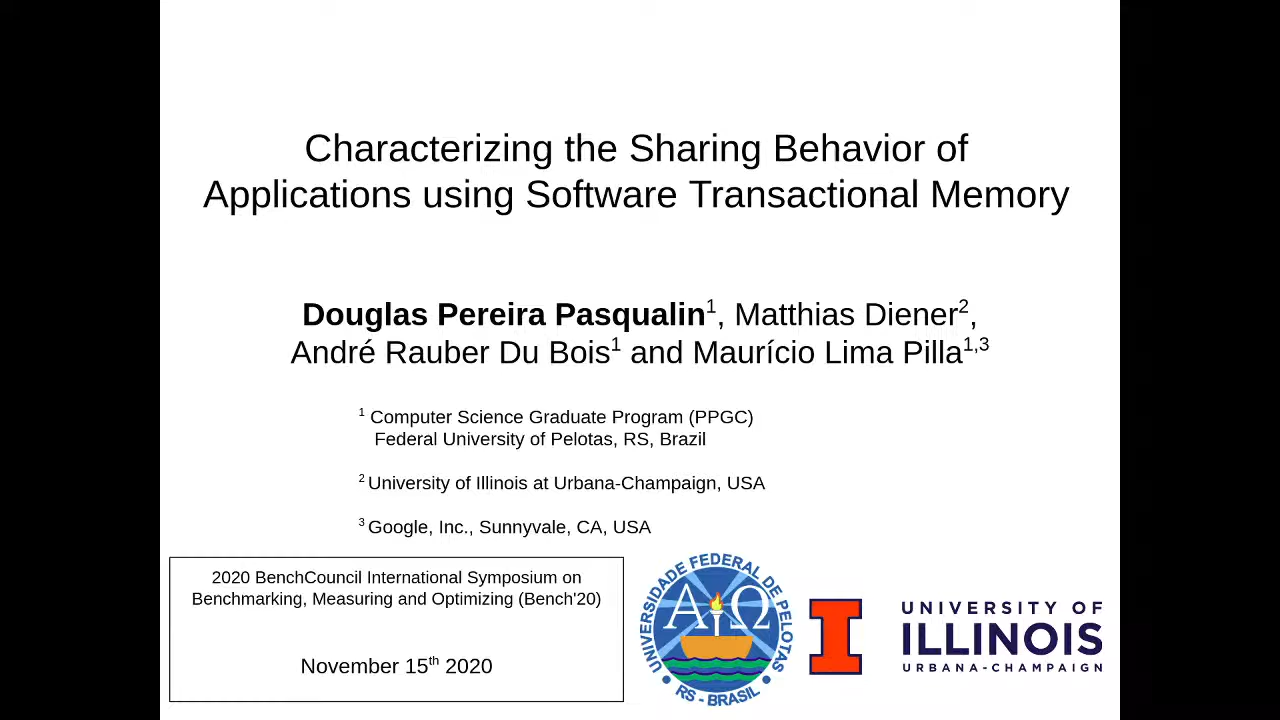 Characterizing the Sharing Behavior of
Applications using Software Transactional Memory
Douglas Pereira Pasqualin1, Matthias Diener2,
André Rauber Du Bois1 and Maurício Lima Pilla1,3
1 Computer Science Graduate Program (PPGC)
Federal University of Pelotas, RS, Brazil
2 University of Illinois at Urbana-Champaign, USA
3 Google, Inc., Sunnyvale, CA, USA
2020 BenchCouncil International Symposium on
Benchmarking, Measuring and Optimizing (Bench'20)
November 15th 2020
UNIVERSIDADE FEDERAL DE PELOTAS
Α Ω
RS - BRASIL
I
UNIVERSITY OF
ILLINOIS
URBANA-CHAMPAIGN